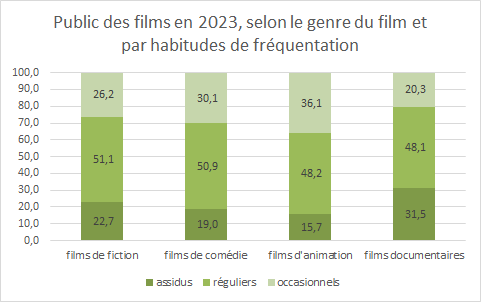 Public des films en 2023, selon le genre du film et
par habitudes de fréquentation
100,0
90,0
80,0
70,0
60,0
50,0
40,0
30,0
20,0
10,0
0,0
26,2
30,1
36,1
20,3
51,1
50,9
48,2
48,1
22,7
19,0
15,7
31,5
films de fiction
films de comédie
films d'animation
films documentaires
assidus
réguliers
occasionnels